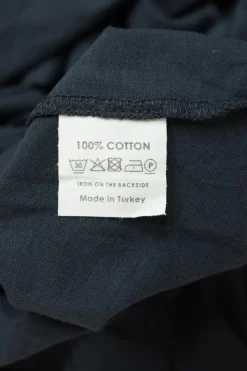 100% COTTON
30 P
IRON ON THE BACKSIDE
Made in Turkey